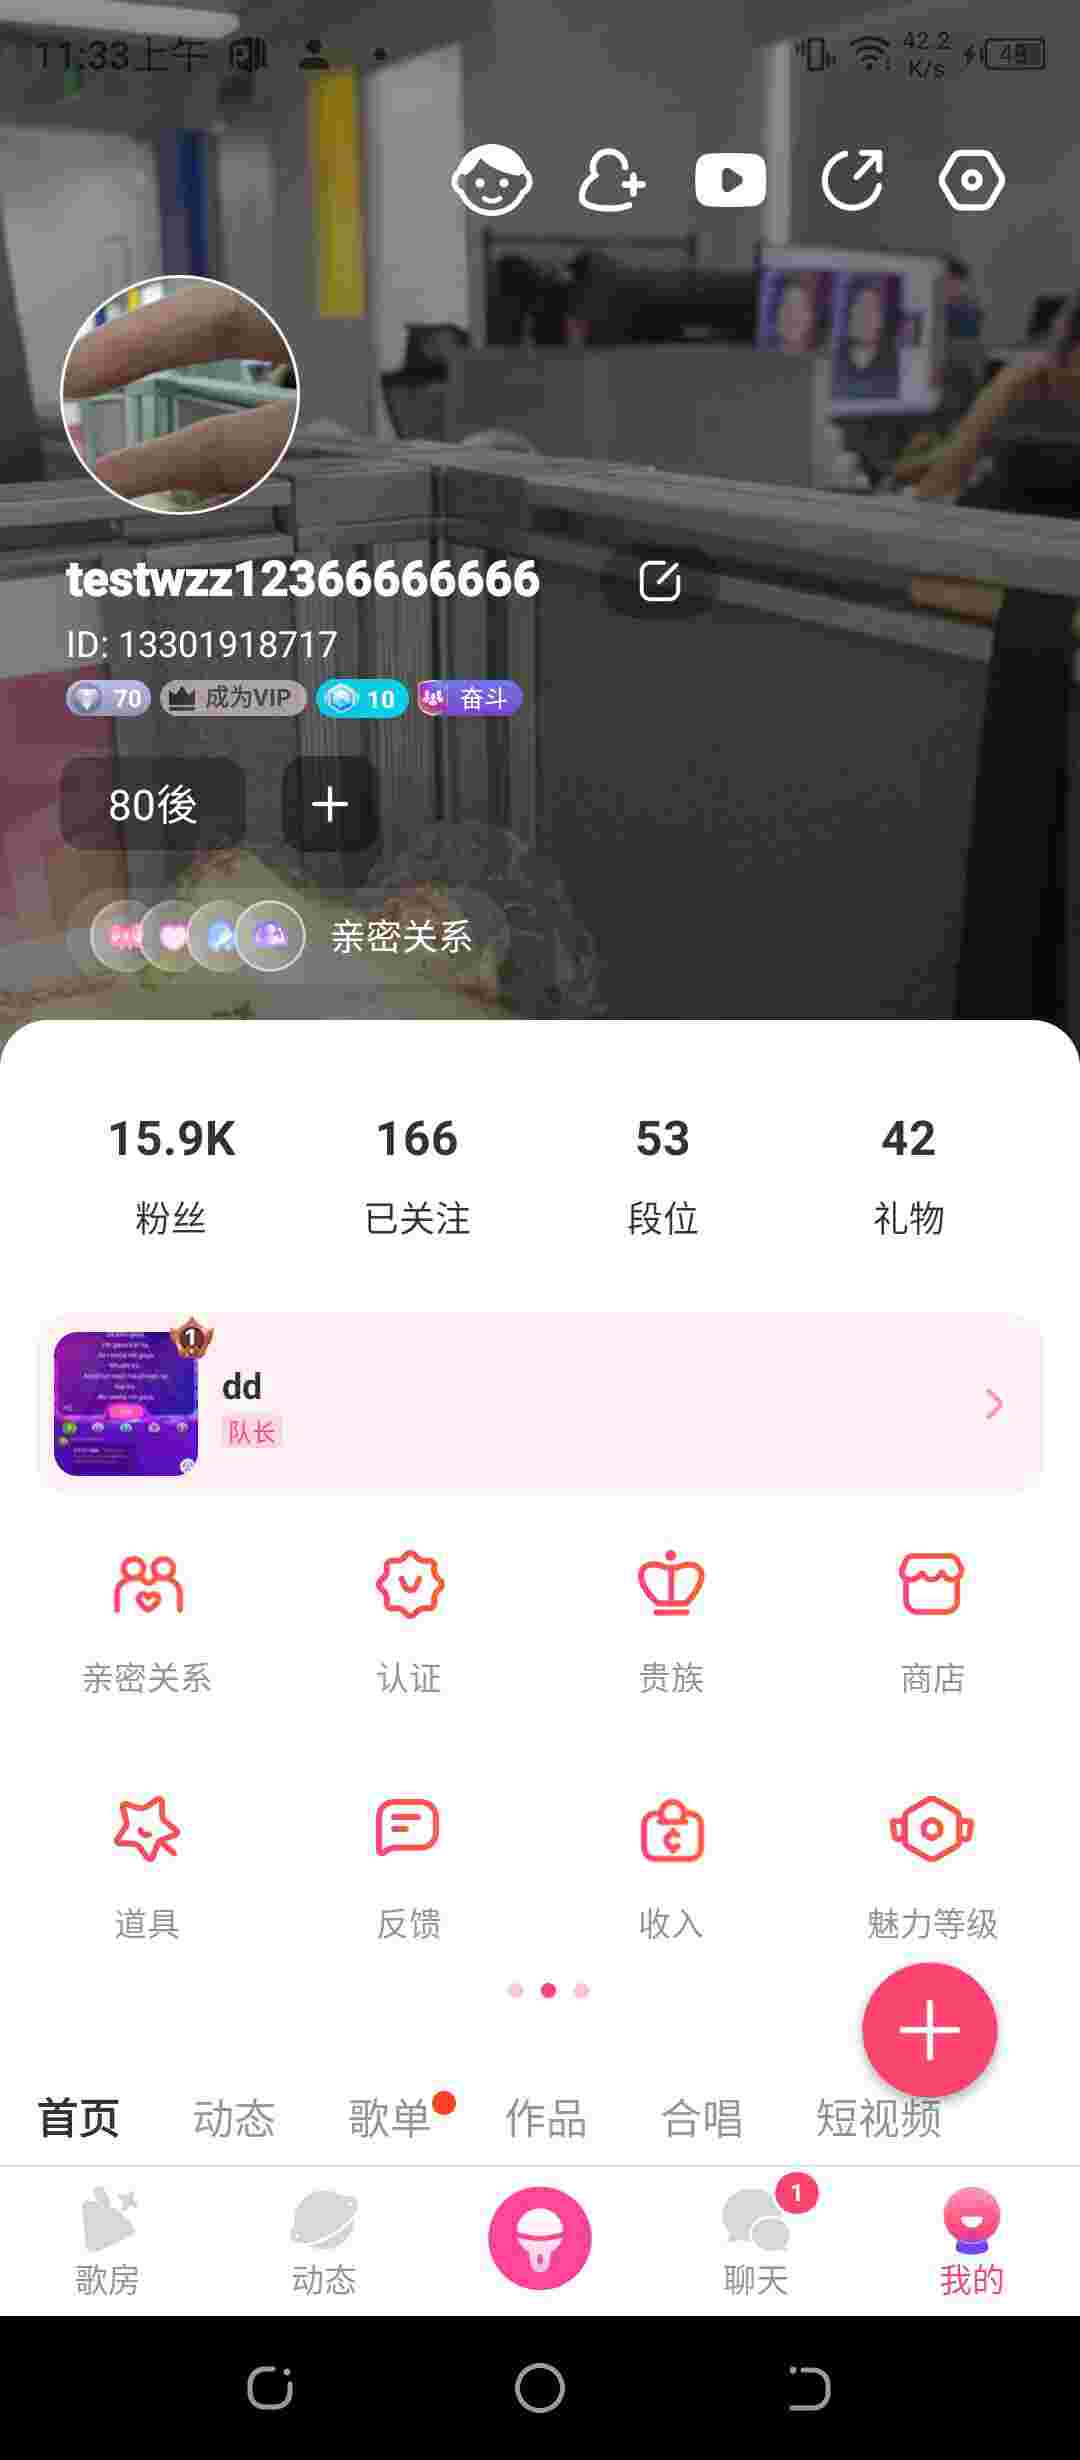 11:33上午
42.2
K/s
testwzz12366666666
ID: 13301918717
70 成为VIP 10 奋斗
80後
亲密关系
15.9K 166 53 42
粉丝 已关注 段位 礼物
1
dd
队长
亲密关系 认证 贵族 商店
道具 反馈 收入 魅力等级
首页 动态 歌单 作品 合唱 短视频
1
歌房 动态 聊天 我的